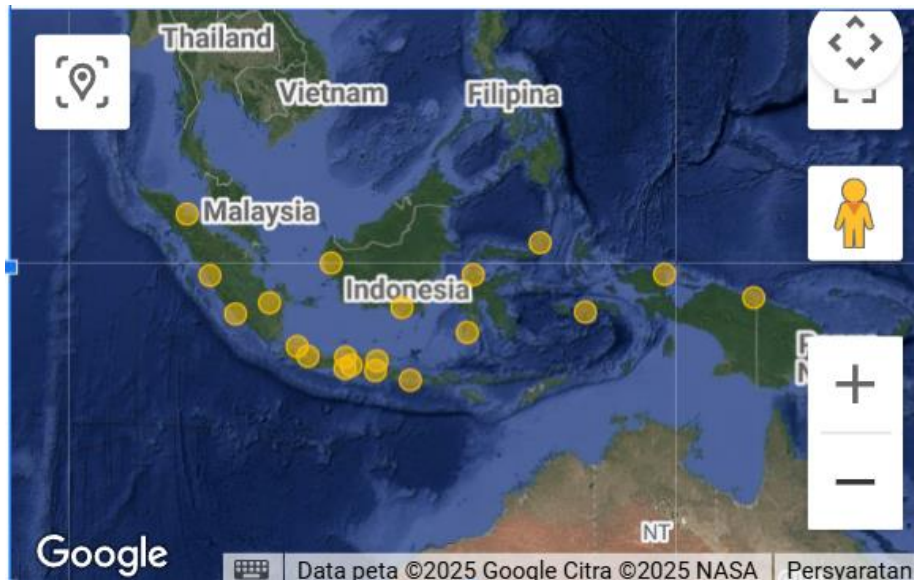 Thailand
Vietnam
Filipina
Malaysia
Indonesia
P
N
NT
Google
Data peta ©2025 Google Citra ©2025 NASA
Persyaratan